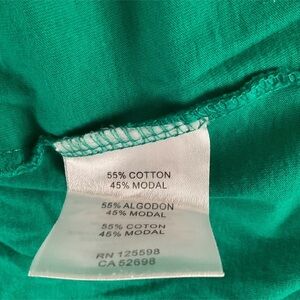 55% COTTON
45% MODAL
55% ALGODON
45% MODAL
55% COTON
45% MODAL
RN 125598
CA 52698